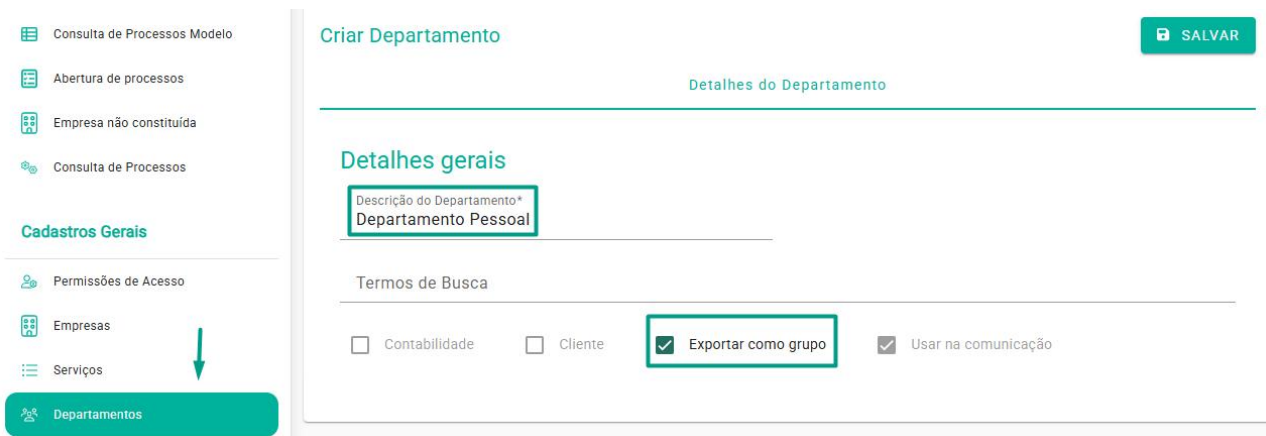 Consulta de Processos Modelo
Abertura de processos
Empresa não constituída
Consulta de Processos
Cadastros Gerais
Permissões de Acesso
Empresas
Serviços
Departamentos
Criar Departamento
SALVAR
Detalhes do Departamento
Detalhes gerais
Descrição do Departamento*
Departamento Pessoal
Termos de Busca
Contabilidade Cliente Exportar como grupo Usar na comunicação